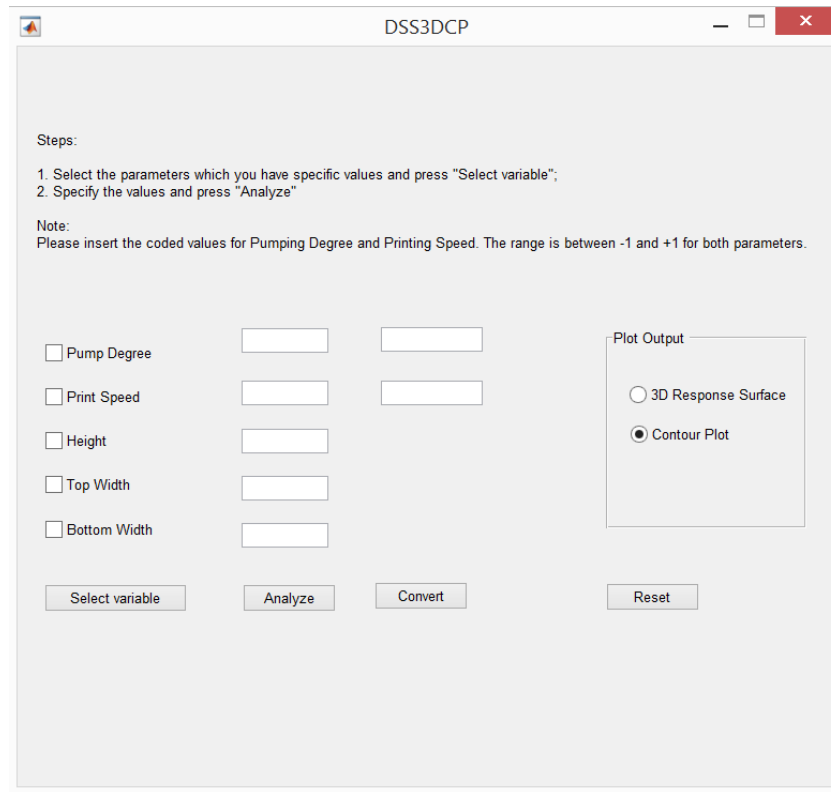 DSS3DCP
Steps:
1. Select the parameters which you have specific values and press "Select variable";
2. Specify the values and press "Analyze"
Note:
Please insert the coded values for Pumping Degree and Printing Speed. The range is between -1 and +1 for both parameters.
Pump Degree
Print Speed
Height
Top Width
Bottom Width
Plot Output
3D Response Surface
Contour Plot
Select variable
Analyze
Convert
Reset